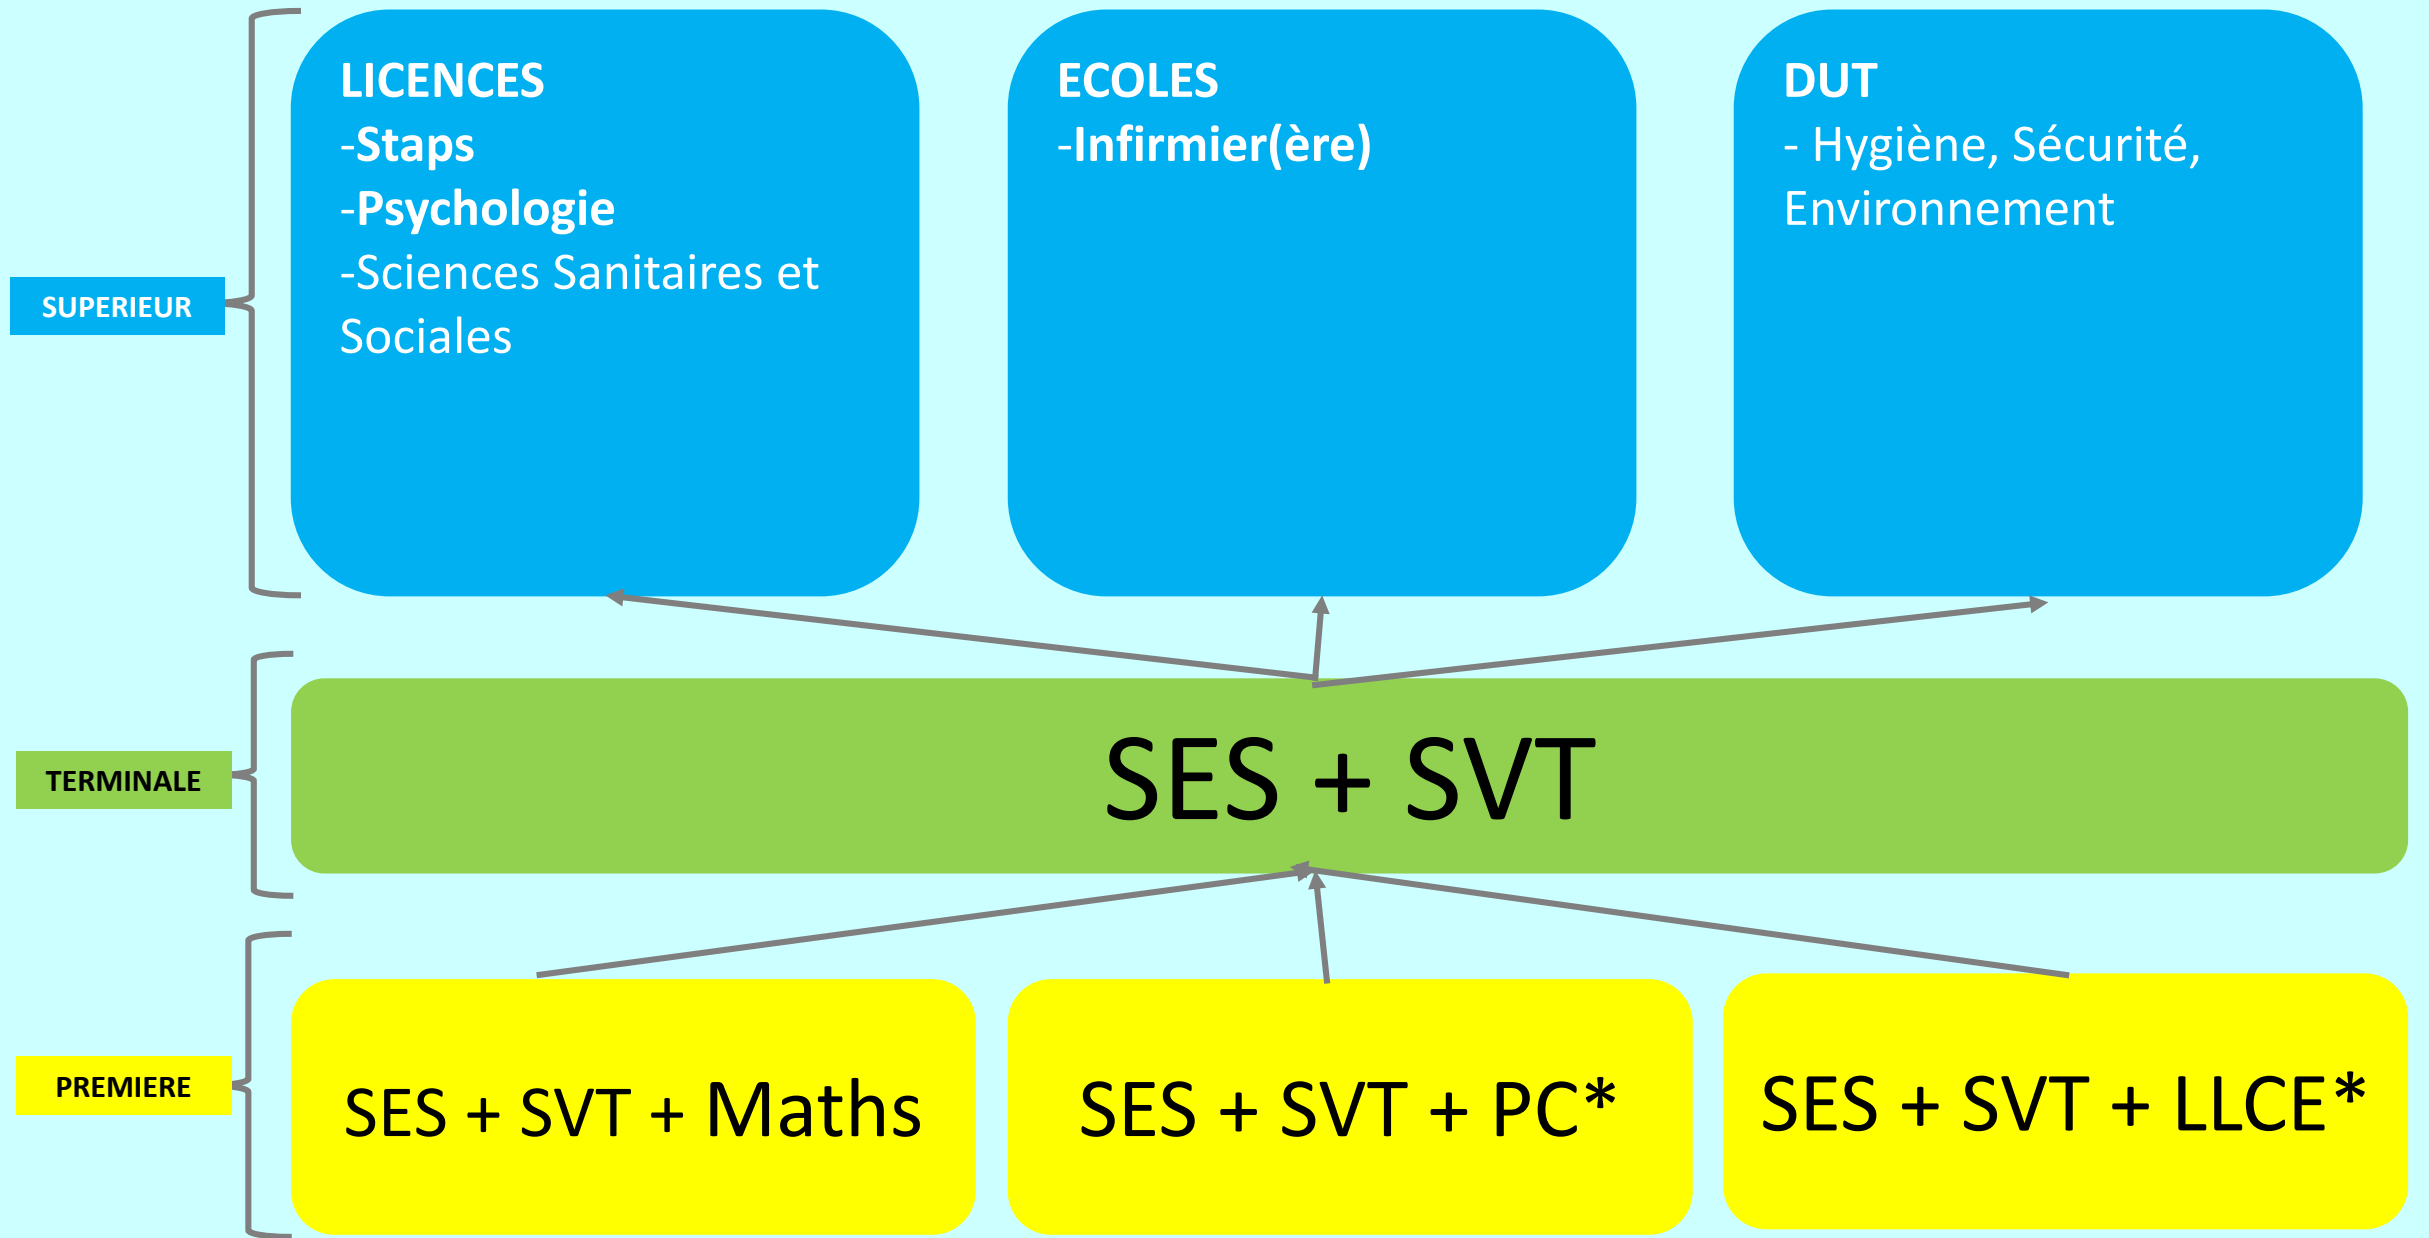 LICENCES
-Staps
-Psychologie
-Sciences Sanitaires et
Sociales
ECOLES
-Infirmier(ère)
DUT
- Hygiène, Sécurité,
Environnement
SUPERIEUR
TERMINALE
SES + SVT
PREMIERE
SES + SVT + Maths
SES + SVT + PC*
SES + SVT + LLCE*